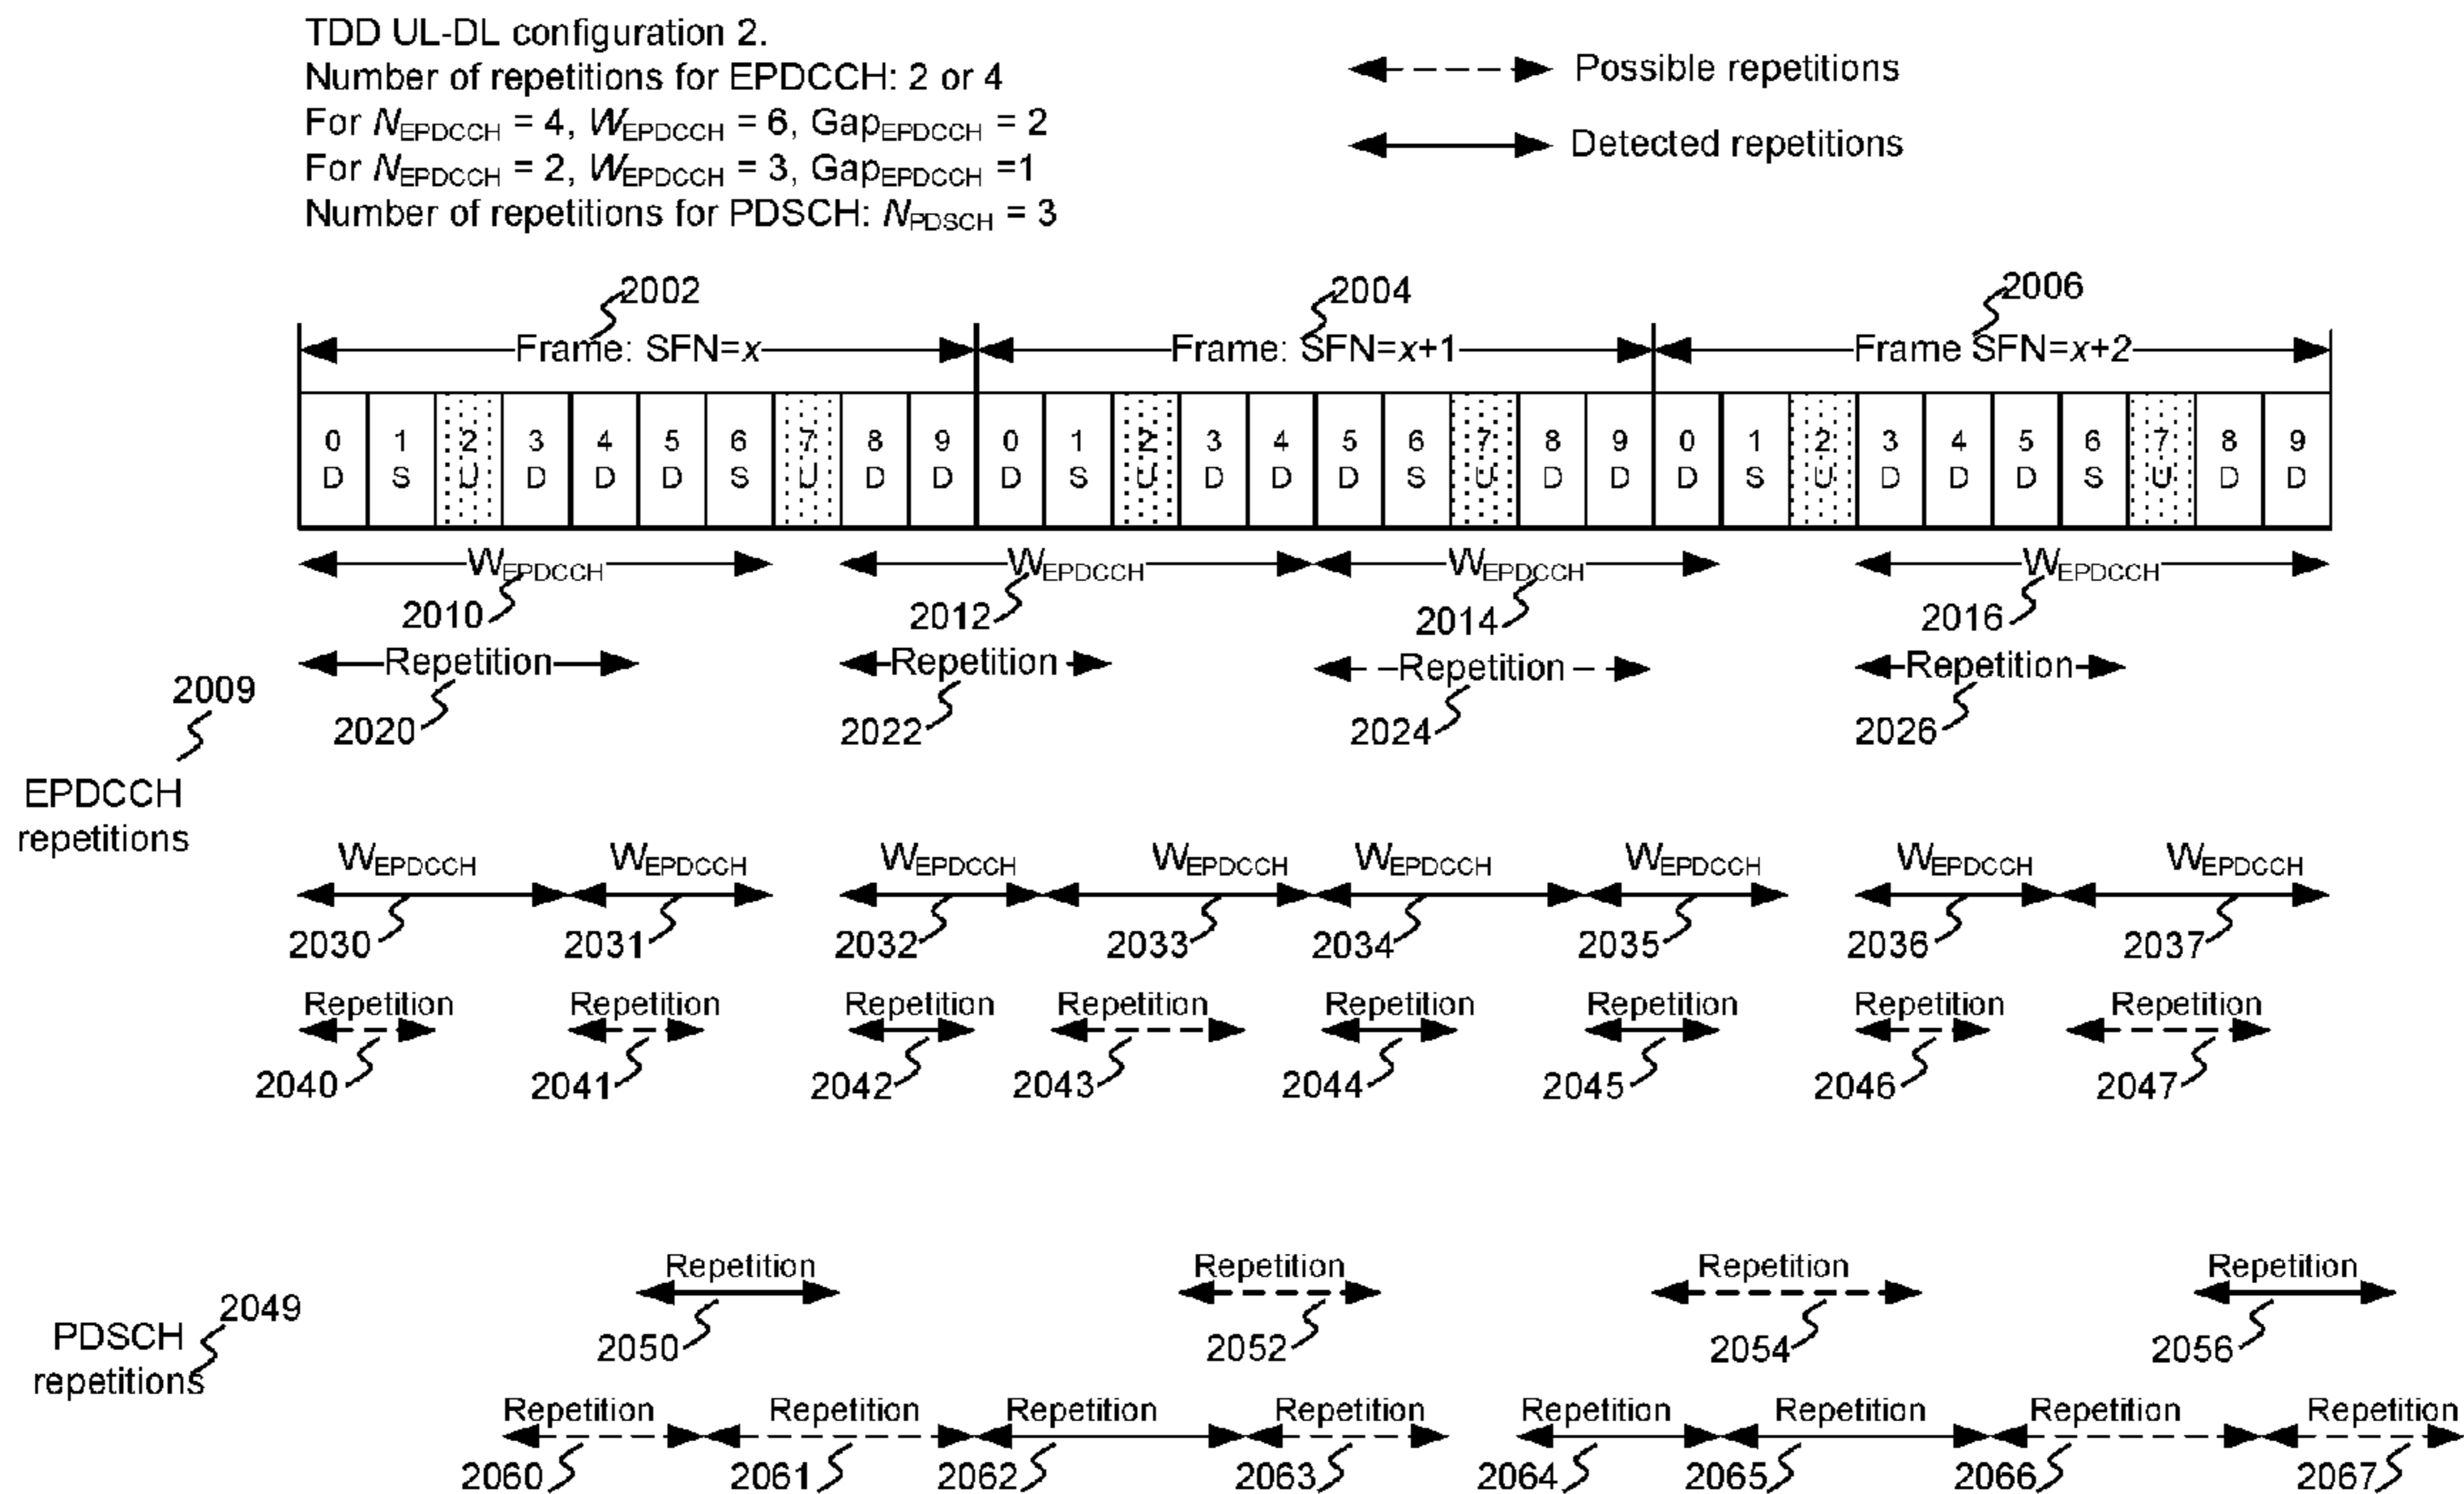 TDD UL-DL configuration 2.
Number of repetitions for EPDCCH: 2 or 4
For NEPDCCH = 4, WEPDCCH = 6, GapEPDCCH = 2
For NEPDCCH = 2, WEPDCCH = 3, GapEPDCCH =1
Number of repetitions for PDSCH: NPDSCH = 3
Possible repetitions
Detected repetitions
2002 2004 2006
Frame: SFN=x Frame: SFN=x+1 Frame SFN=x+2
0 1 2 3 4 5 6 7 8 9 0 1 2 3 4 5 6 7 8 9 0 1 2 3 4 5 6 7 8 9
D S U D D D S U D D D S U D D D S U D D D S U D D D S U D D
WEPDCCH WEPDCCH WEPDCCH WEPDCCH
2010 2012 2014 2016
Repetition Repetition Repetition Repetition
2020 2022 2024 2026
2009
EPDCCH
repetitions
WEPDCCH WEPDCCH WEPDCCH WEPDCCH WEPDCCH WEPDCCH WEPDCCH WEPDCCH
2030 2031 2032 2033 2034 2035 2036 2037
Repetition Repetition Repetition Repetition Repetition Repetition Repetition Repetition
2040 2041 2042 2043 2044 2045 2046 2047
Repetition Repetition Repetition Repetition
2050 2052 2054 2056
2049
PDSCH
repetitions
Repetition Repetition Repetition Repetition Repetition Repetition Repetition Repetition
2060 2061 2062 2063 2064 2065 2066 2067